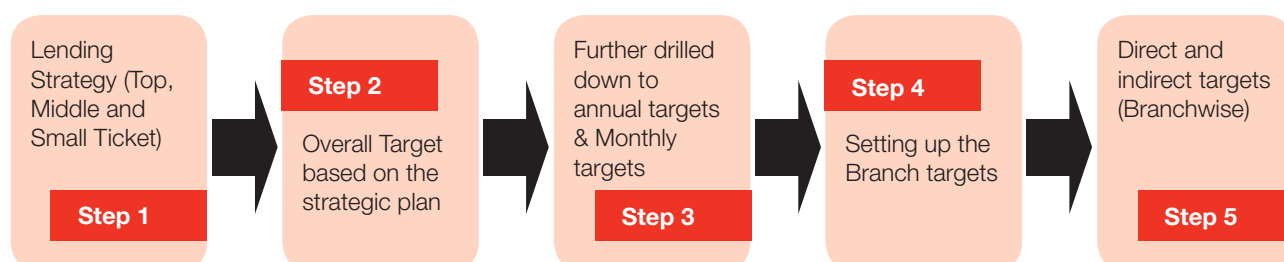 Lending
Strategy (Top,
Middle and
Small Ticket)
Step 1
Step 2
Overall Target
based on the
strategic plan
Further drilled
down to
annual targets
& Monthly
targets
Step 3
Step 4
Setting up the
Branch targets
Direct and
indirect targets
(Branchwise)
Step 5